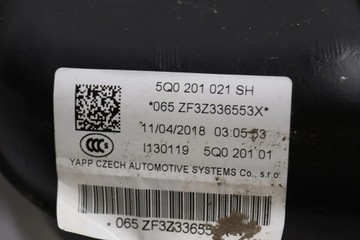 5Q0 201 021 SH
*065 ZF3Z336553X*
11/04/2018 03:05:53
I130119 5Q0 201 01
YAPP CZECH AUTOMOTIVE SYSTEMS Co., s.r.o
* 065 ZF3Z33655